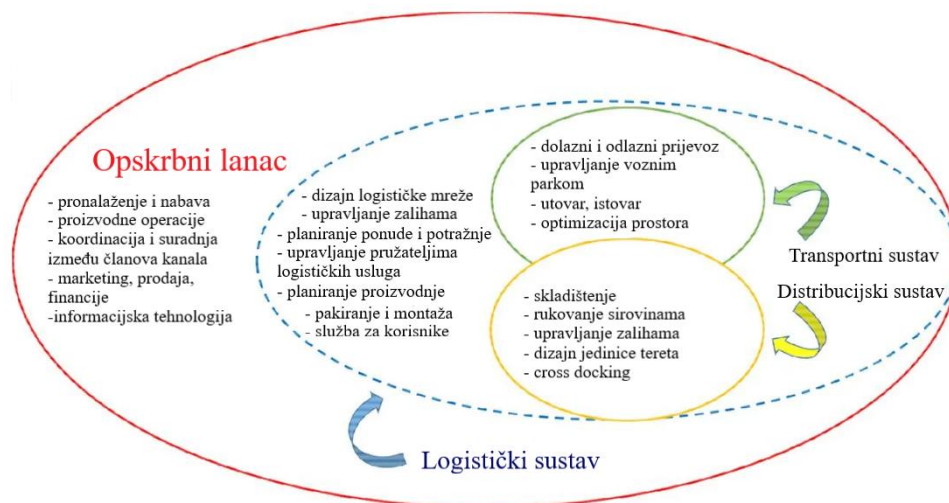 Opskrbni lanac
- pronalaženje i nabava
- proizvodne operacije
- koordinacija i suradnja
između članova kanala
- marketing, prodaja,
financije
-informacijska tehnologija
- dizajn logističke mreže
- upravljanje zalihama
- planiranje ponude i potražnje
- upravljanje pružateljima
logističkih usluga
- planiranje proizvodnje
- pakiranje i montaža
- služba za korisnike
- dolazni i odlazni prijevoz
- upravljanje voznim
parkom
- utovar, istovar
- optimizacija prostora
- skladištenje
- rukovanje sirovinama
- upravljanje zalihama
- dizajn jedinice tereta
- cross docking
Transportni sustav
Distribucijski sustav
Logistički sustav